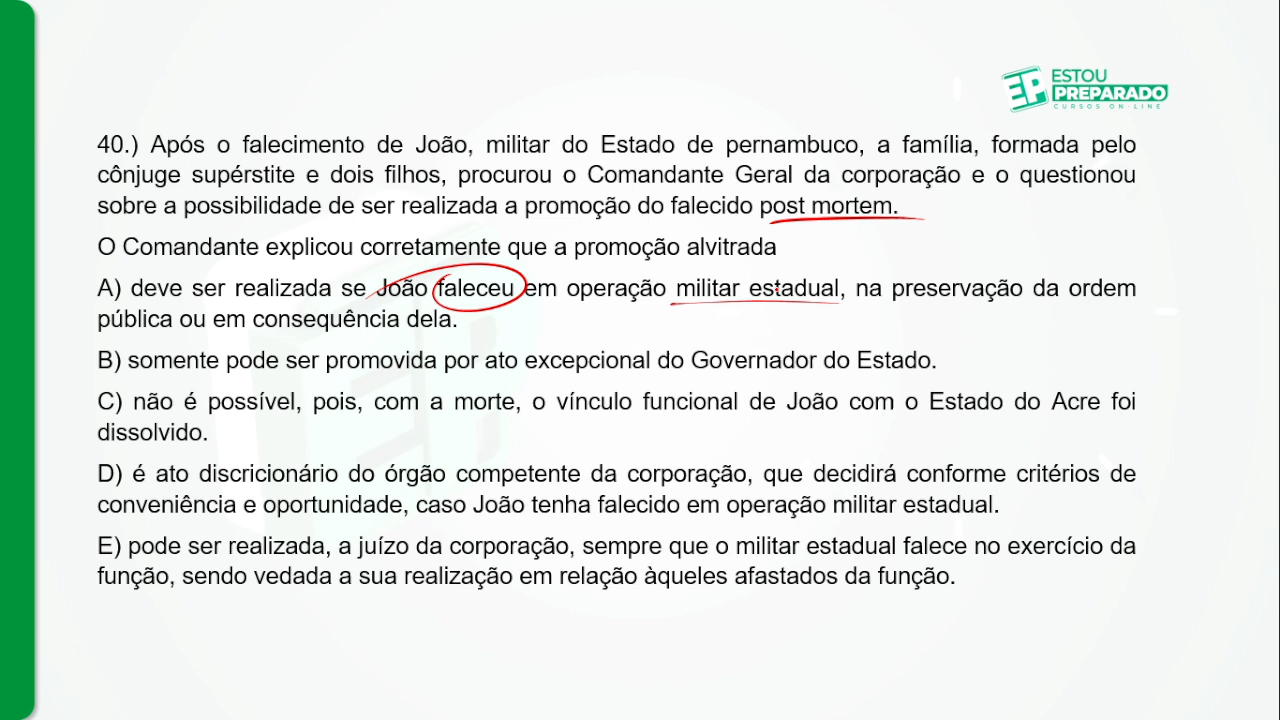 ESTOU
EP PREPARADO
CURSOS ON-LINE
40.) Após o falecimento de João, militar do Estado de pernambuco, a família, formada pelo
cônjuge supérstite e dois filhos, procurou o Comandante Geral da corporação e o questionou
sobre a possibilidade de ser realizada a promoção do falecido post mortem.
O Comandante explicou corretamente que a promoção alvitrada
A) deve ser realizada se João faleceu em operação militar estadual, na preservação da ordem
pública ou em consequência dela.
B) somente pode ser promovida por ato excepcional do Governador do Estado.
C) não é possível, pois, com a morte, o vínculo funcional de João com o Estado do Acre foi
dissolvido.
D) é ato discricionário do órgão competente da corporação, que decidirá conforme critérios de
conveniência e oportunidade, caso João tenha falecido em operação militar estadual.
E) pode ser realizada, a juízo da corporação, sempre que o militar estadual falece no exercício da
função, sendo vedada a sua realização em relação àqueles afastados da função.